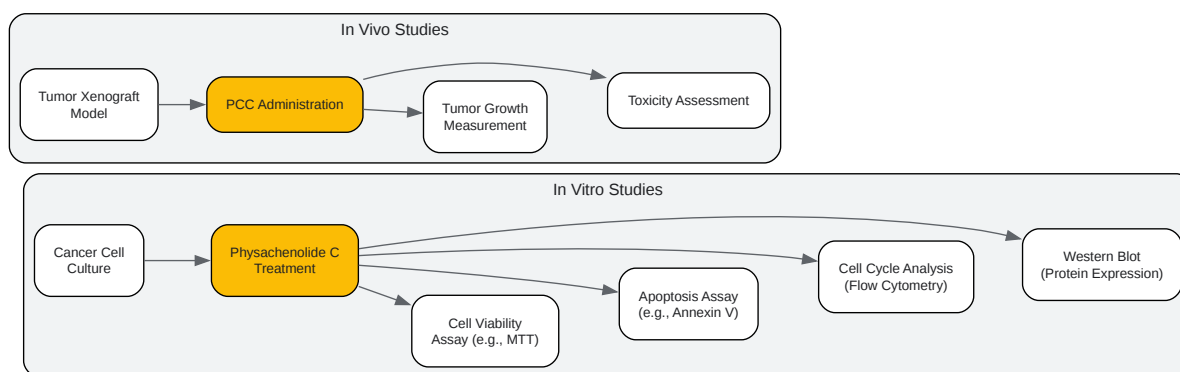 In Vivo Studies
Tumor Xenograft
Model
PCC Administration
Tumor Growth
Measurement
Toxicity Assessment
In Vitro Studies
Cancer Cell
Culture
Physachenolide C
Treatment
Cell Viability
Assay (e.g., MTT)
Apoptosis Assay
(e.g., Annexin V)
Cell Cycle Analysis
(Flow Cytometry)
Western Blot
(Protein Expression)